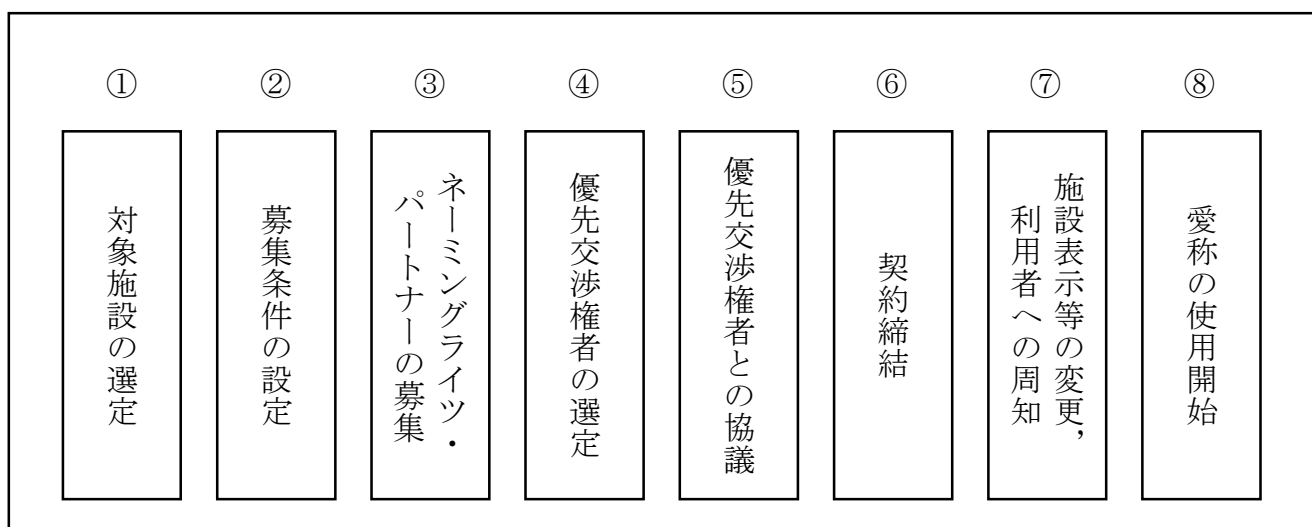 ①
対象施設の選定
②
募集条件の設定
③
ネーミングライツ・
パートナーの募集
④
優先交渉権者の選定
⑤
優先交渉権者との協議
⑥
契約締結
⑦
施設表示等の変更，
利用者への周知
⑧
愛称の使用開始